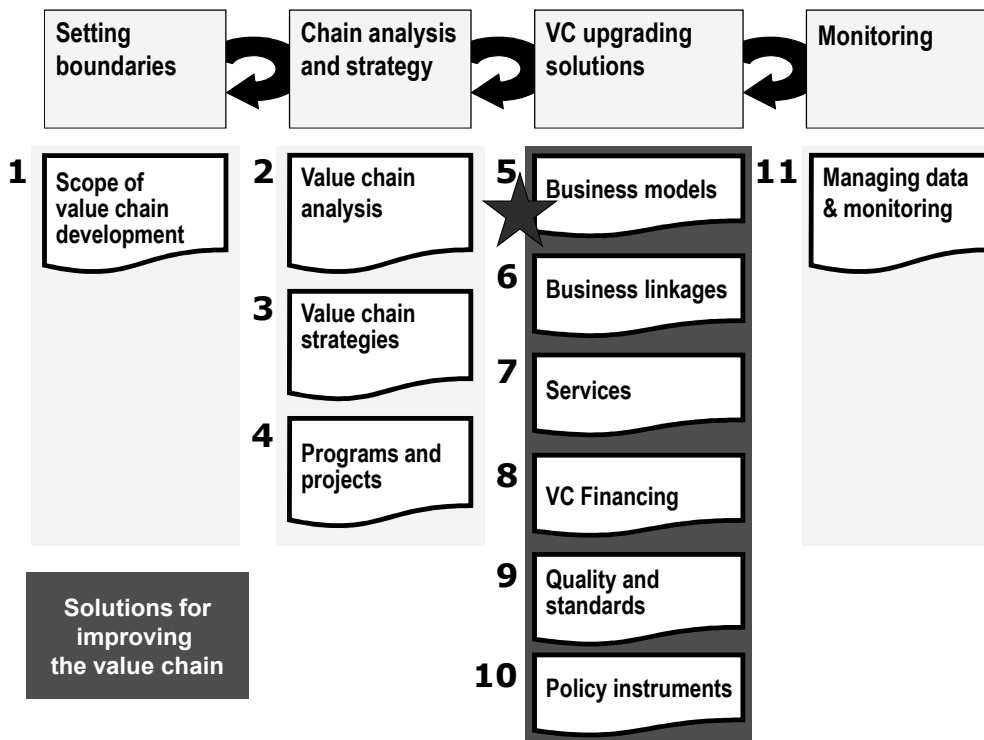 Setting
boundaries
Chain analysis
and strategy
VC upgrading
solutions
Monitoring
1
Scope of
value chain
development
2
Value chain
analysis
3
Value chain
strategies
4
Programs and
projects
5
Business models
6
Business linkages
7
Services
8
VC Financing
9
Quality and
standards
10
Policy instruments
11
Managing data
& monitoring
Solutions for
improving
the value chain